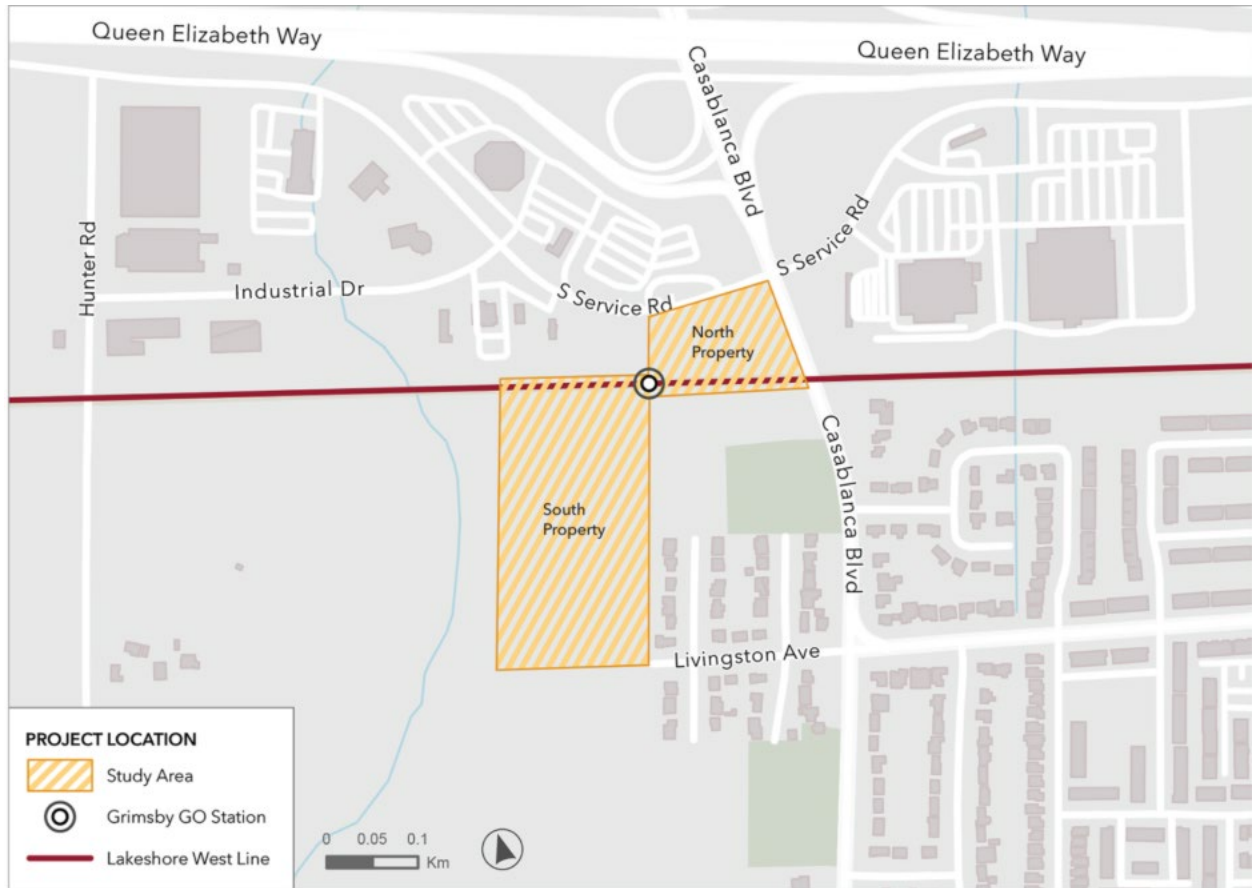 Queen Elizabeth Way
Queen Elizabeth Way
Casablanca Blvd
S Service Rd
Hunter Rd
Industrial Dr
S Service Rd
North
Property
Casablanca Blvd
South
Property
Livingston Ave
PROJECT LOCATION
Study Area
Grimsby GO Station
Lakeshore West Line
0 0.05 0.1
Km